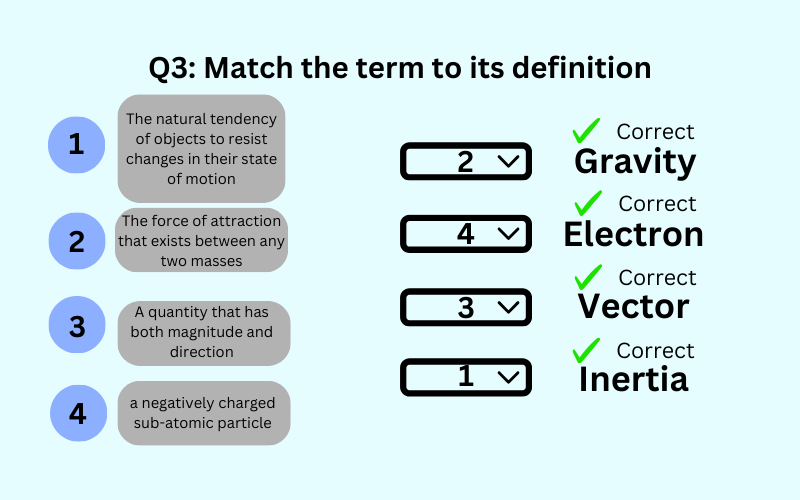 Q3: Match the term to its definition
1
The natural tendency
of objects to resist
changes in their state
of motion
2
The force of attraction
that exists between any
two masses
3
A quantity that has
both magnitude and
direction
4
a negatively charged
sub-atomic particle
2
Correct
Gravity
4
Correct
Electron
3
Correct
Vector
1
Correct
Inertia